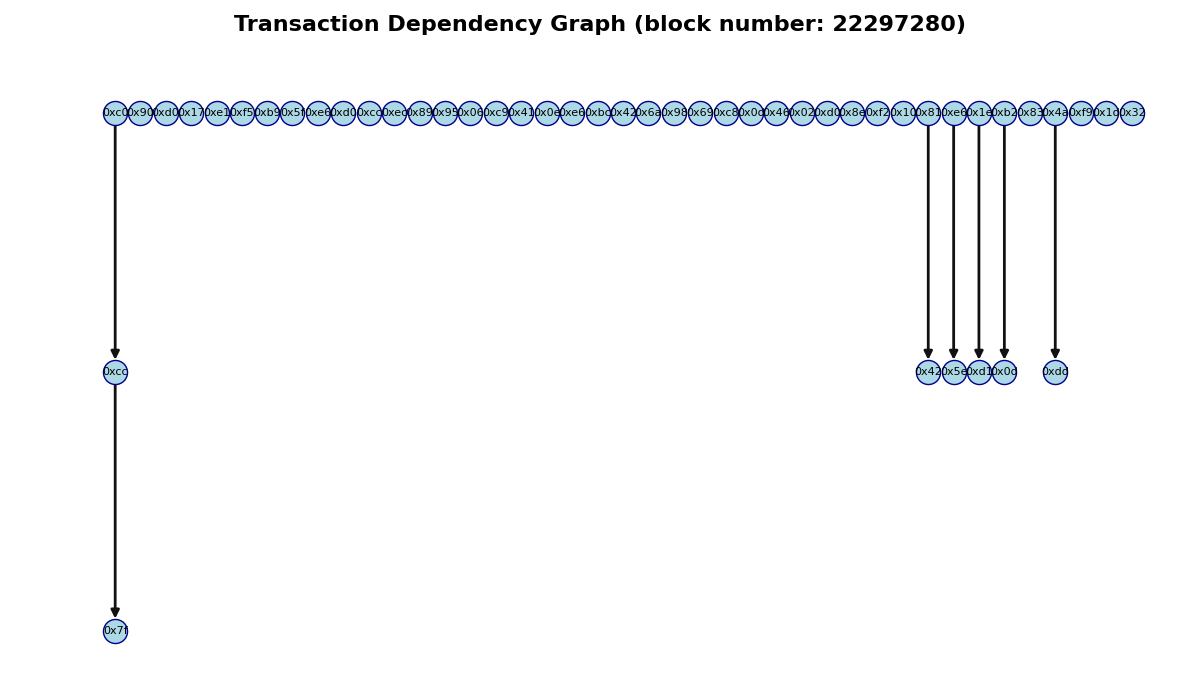 Transaction Dependency Graph (block number: 22297280)
0xc0 0x90 0xd0 0x17 0xe1 0xf5 0xb9 0x5f 0xe6 0xd0 0xcc 0xec 0x89 0x95 0x06 0xc9 0x41 0x0e 0xe6 0xbc 0x42 0x6a 0x98 0x69 0xc8 0x0c 0x46 0x02 0xd0 0x8e 0xf2 0x10 0x81 0xe6 0x1e 0xb2 0x83 0x4a 0xf9 0x1c 0x32
0xcc 0x42 0x5e 0xd1 0x0d 0xdd
0x7f